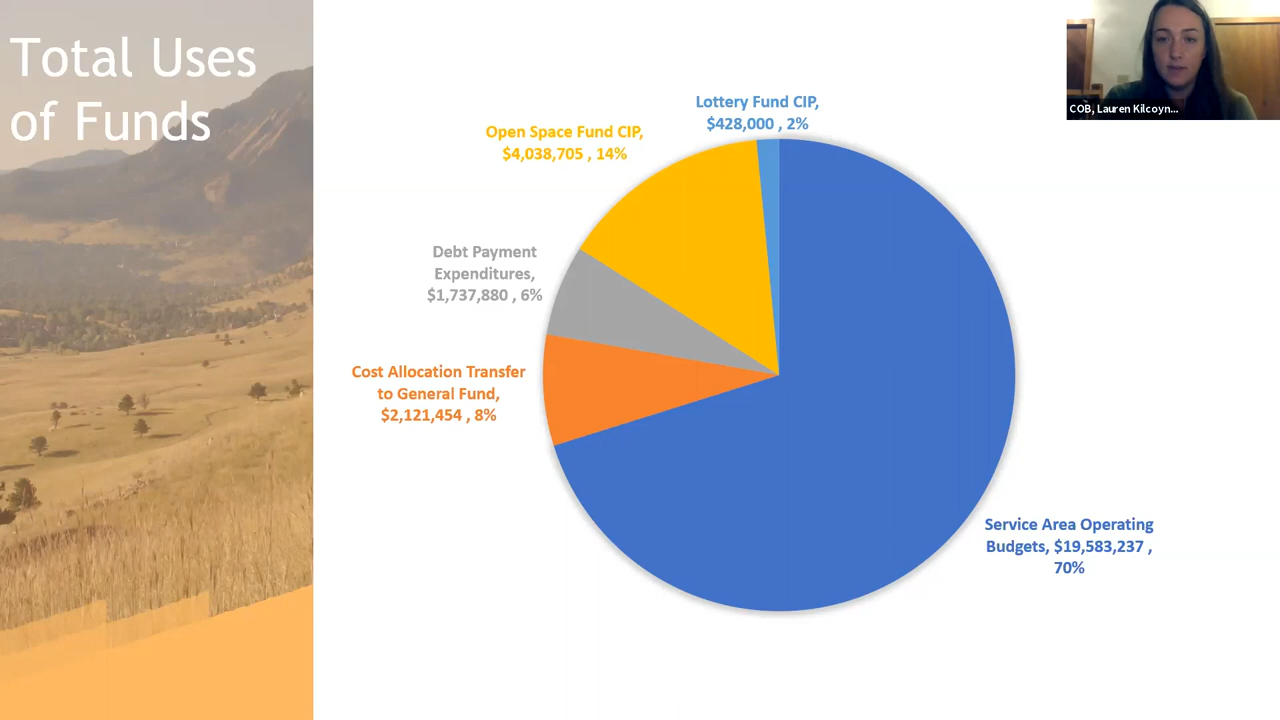 Total Uses
of Funds
COB, Lauren Kilcoyn...
Lottery Fund CIP,
$428,000 , 2%
Open Space Fund CIP,
$4,038,705 , 14%
Debt Payment
Expenditures,
$1,737,880 , 6%
Cost Allocation Transfer
to General Fund,
$2,121,454 , 8%
Service Area Operating
Budgets, $19,583,237 ,
70%